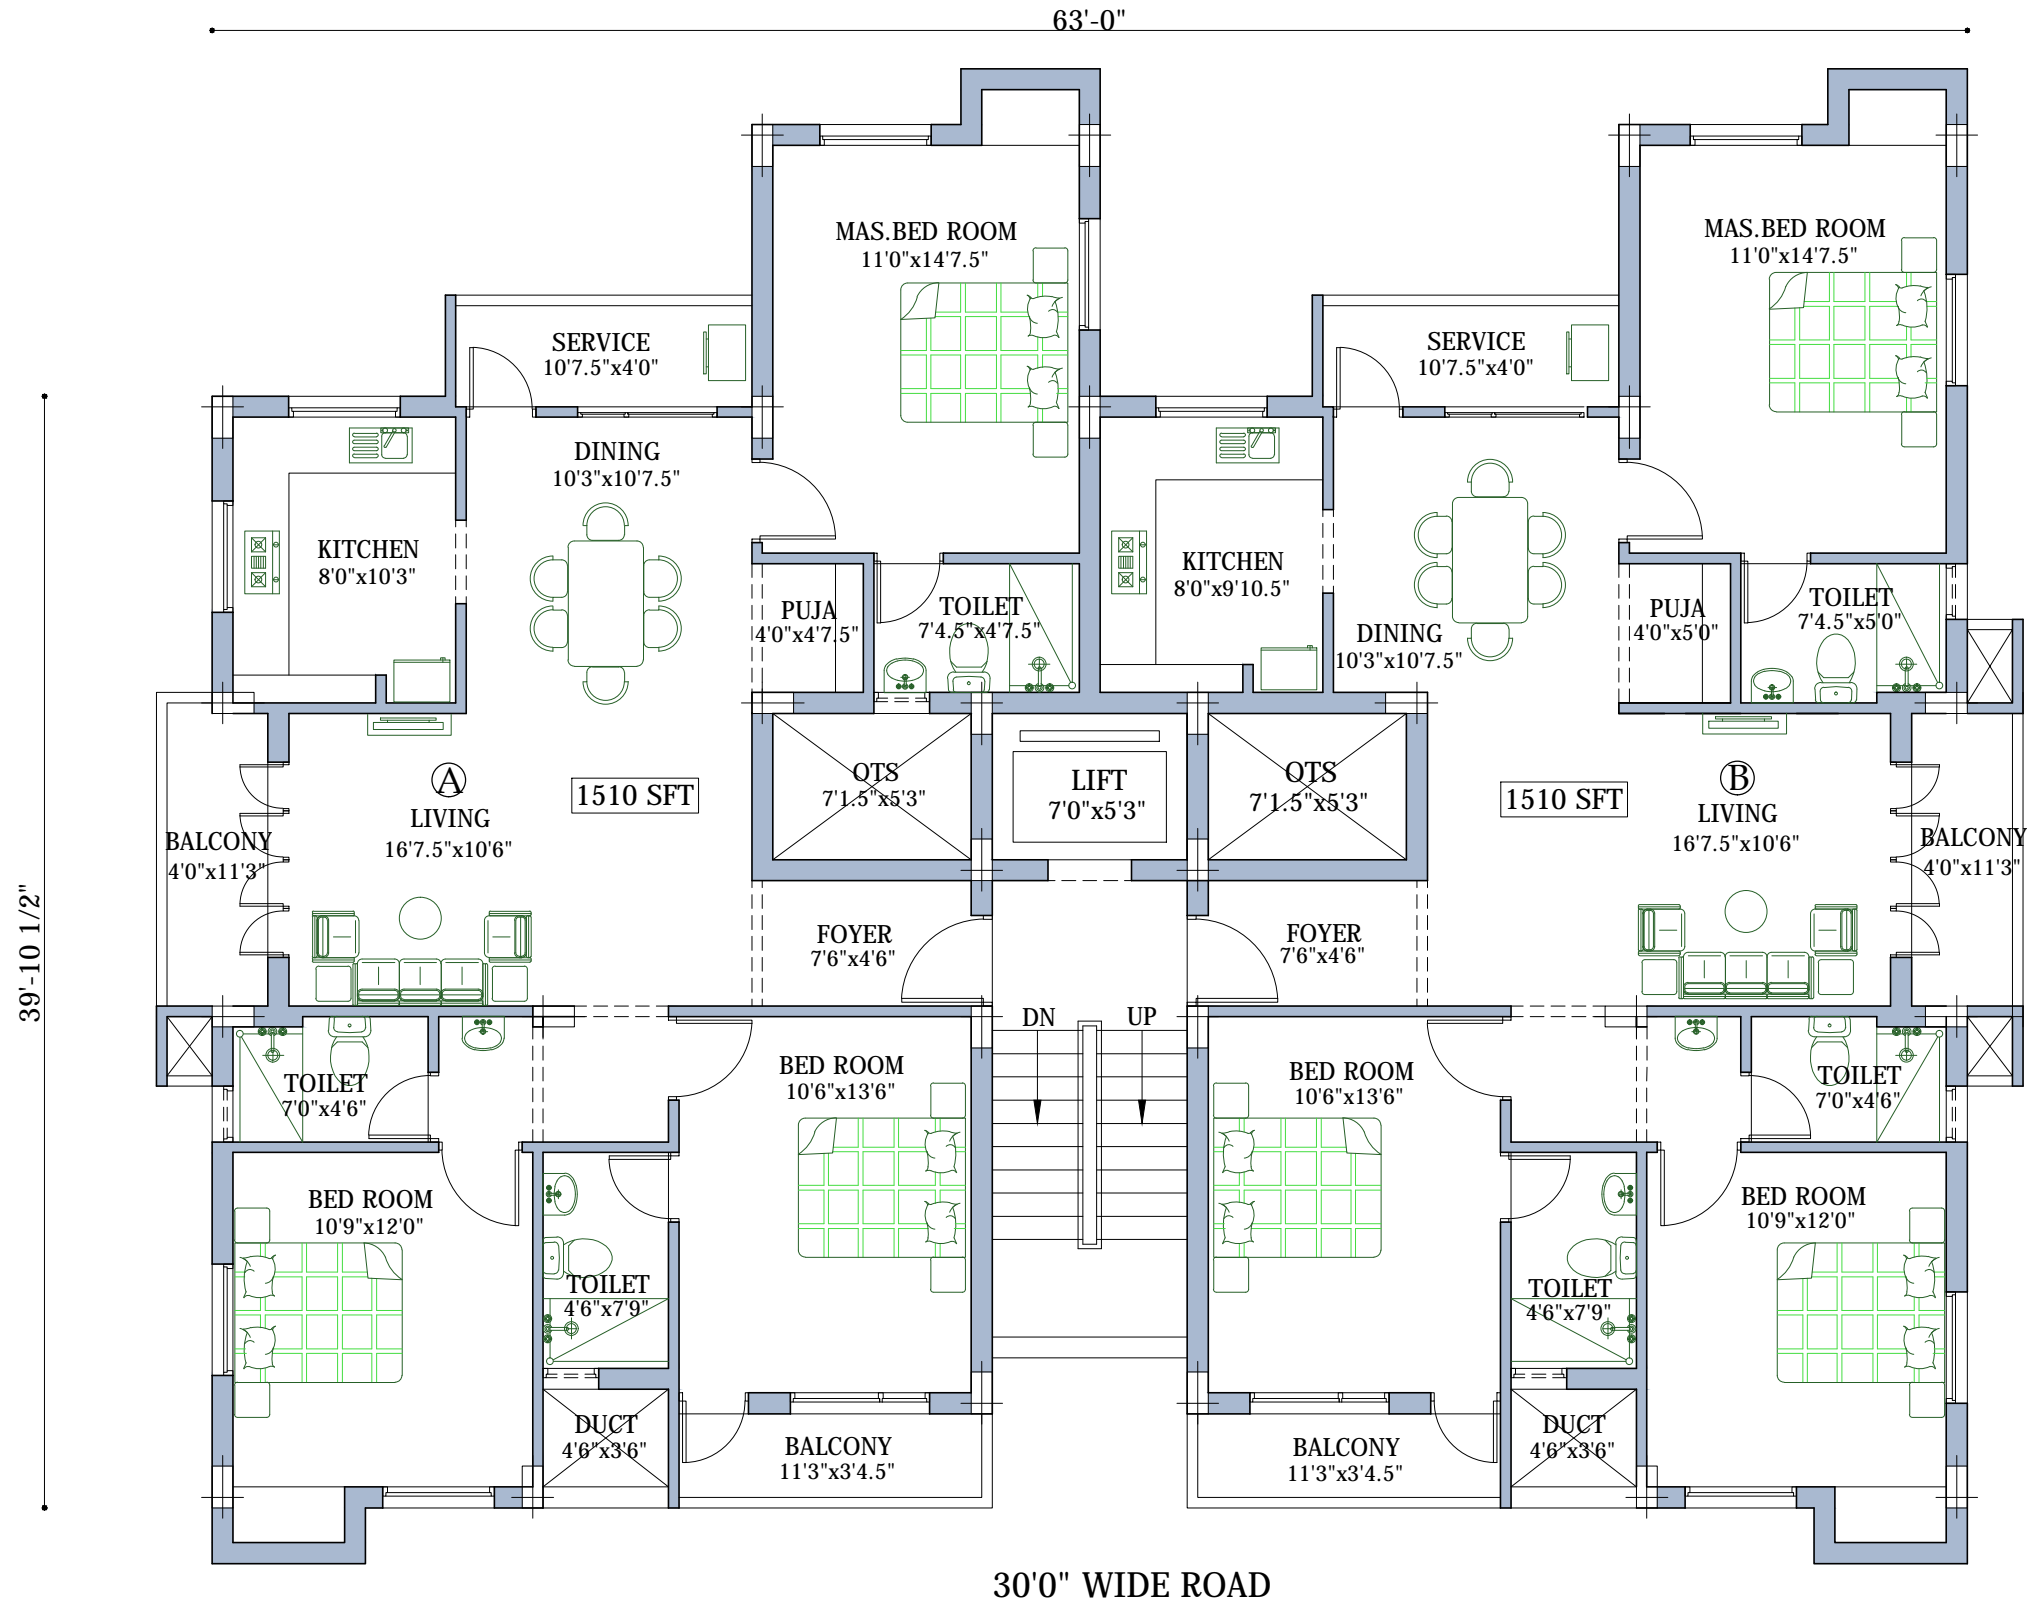 63'-0"
MAS.BED ROOM
11'0"x14'7.5"
MAS.BED ROOM
11'0"x14'7.5"
SERVICE
10'7.5"x4'0"
SERVICE
10'7.5"x4'0"
DINING
10'3"x10'7.5"
KITCHEN
8'0"x10'3"
KITCHEN
8'0"x9'10.5"
PUJA
4'0"x4'7.5"
TOILET
7'4.5"x4'7.5"
DINING
10'3"x10'7.5"
PUJA
4'0"x5'0"
TOILET
7'4.5"x5'0"
A
LIVING
16'7.5"x10'6"
1510 SFT
OTS
7'1.5"x5'3"
LIFT
7'0"x5'3"
OTS
7'1.5"x5'3"
1510 SFT
B
LIVING
16'7.5"x10'6"
BALCONY
4'0"x11'3"
BALCONY
4'0"x11'3"
39'-10 1/2"
FOYER
7'6"x4'6"
FOYER
7'6"x4'6"
DN
UP
TOILET
7'0"x4'6"
BED ROOM
10'6"x13'6"
BED ROOM
10'6"x13'6"
TOILET
7'0"x4'6"
BED ROOM
10'9"x12'0"
BED ROOM
10'9"x12'0"
TOILET
4'6"x7'9"
TOILET
4'6"x7'9"
DUCT
4'6"x3'6"
BALCONY
11'3"x3'4.5"
BALCONY
11'3"x3'4.5"
DUCT
4'6"x3'6"
30'0" WIDE ROAD